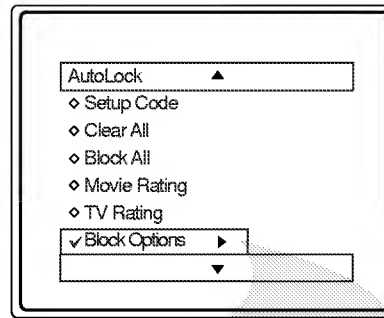 AutoLock ▲
◇ Setup Code
◇ Clear All
◇ Block All
◇ Movie Rating
◇ TV Rating
✓ Block Options ▶
▼